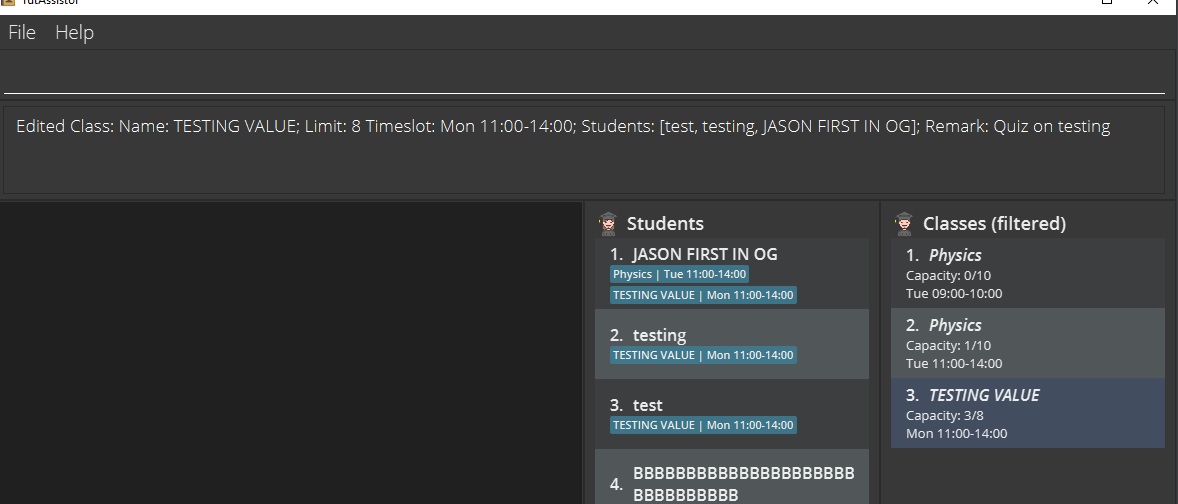 TutAssistor
File Help
Edited Class: Name: TESTING VALUE; Limit: 8 Timeslot: Mon 11:00-14:00; Students: [test, testing, JASON FIRST IN OG]; Remark: Quiz on testing
Students
1. JASON FIRST IN OG
Physics | Tue 11:00-14:00
TESTING VALUE | Mon 11:00-14:00
2. testing
TESTING VALUE | Mon 11:00-14:00
3. test
TESTING VALUE | Mon 11:00-14:00
4. BBBBBBBBBBBBBBBBBBBBB
BBBBBBBBBB
Classes (filtered)
1. Physics
Capacity: 0/10
Tue 09:00-10:00
2. Physics
Capacity: 1/10
Tue 11:00-14:00
3. TESTING VALUE
Capacity: 3/8
Mon 11:00-14:00